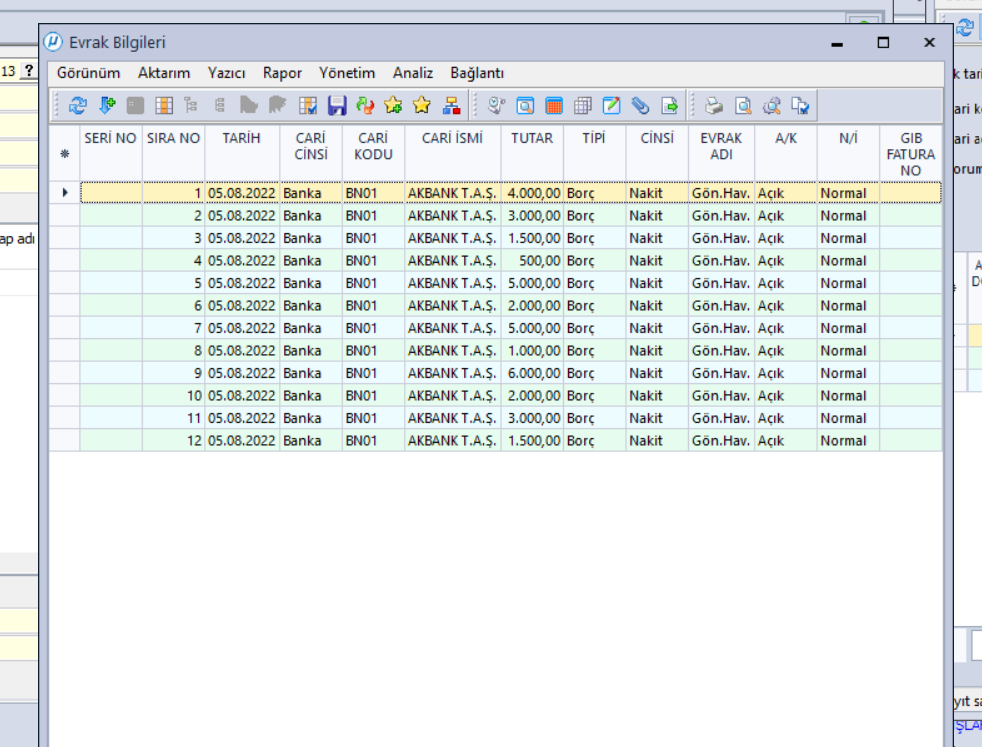 Evrak Bilgileri
13 ?
Görünüm Aktarım Yazıcı Rapor Yönetim Analiz Bağlantı
SERİ NO SIRA NO TARİH CARİ CİNSİ CARİ KODU CARİ İSMİ TUTAR TİPİ CİNSİ EVRAK ADI A/K N/İ GIB FATURA NO
1 05.08.2022 Banka BN01 AKBANK T.A.Ş. 4.000,00 Borç Nakit Gön.Hav. Açık Normal
2 05.08.2022 Banka BN01 AKBANK T.A.Ş. 3.000,00 Borç Nakit Gön.Hav. Açık Normal
3 05.08.2022 Banka BN01 AKBANK T.A.Ş. 1.500,00 Borç Nakit Gön.Hav. Açık Normal
4 05.08.2022 Banka BN01 AKBANK T.A.Ş. 500,00 Borç Nakit Gön.Hav. Açık Normal
5 05.08.2022 Banka BN01 AKBANK T.A.Ş. 5.000,00 Borç Nakit Gön.Hav. Açık Normal
6 05.08.2022 Banka BN01 AKBANK T.A.Ş. 2.000,00 Borç Nakit Gön.Hav. Açık Normal
7 05.08.2022 Banka BN01 AKBANK T.A.Ş. 5.000,00 Borç Nakit Gön.Hav. Açık Normal
8 05.08.2022 Banka BN01 AKBANK T.A.Ş. 1.000,00 Borç Nakit Gön.Hav. Açık Normal
9 05.08.2022 Banka BN01 AKBANK T.A.Ş. 6.000,00 Borç Nakit Gön.Hav. Açık Normal
10 05.08.2022 Banka BN01 AKBANK T.A.Ş. 2.000,00 Borç Nakit Gön.Hav. Açık Normal
11 05.08.2022 Banka BN01 AKBANK T.A.Ş. 3.000,00 Borç Nakit Gön.Hav. Açık Normal
12 05.08.2022 Banka BN01 AKBANK T.A.Ş. 1.500,00 Borç Nakit Gön.Hav. Açık Normal
ap adı
k tari
ari k
ari a
orum
yıt s